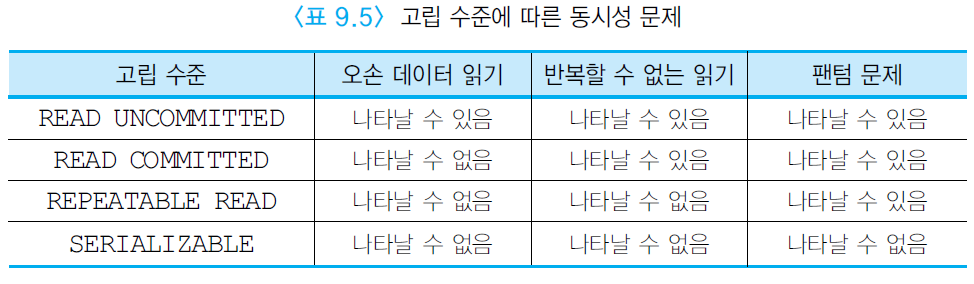 〈표 9.5〉 고립 수준에 따른 동시성 문제
고립 수준 오손 데이터 읽기 반복할 수 없는 읽기 팬텀 문제
READ UNCOMMITTED 나타날 수 있음 나타날 수 있음 나타날 수 있음
READ COMMITTED 나타날 수 없음 나타날 수 있음 나타날 수 있음
REPEATABLE READ 나타날 수 없음 나타날 수 없음 나타날 수 있음
SERIALIZABLE 나타날 수 없음 나타날 수 없음 나타날 수 없음